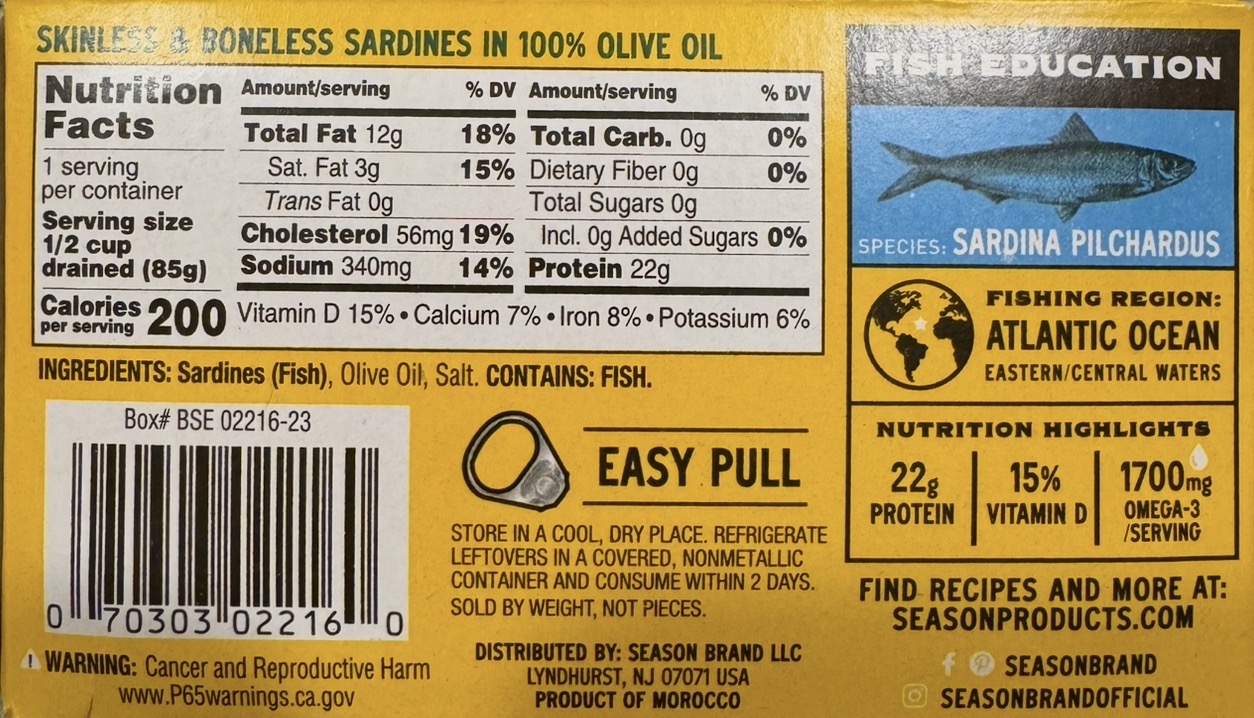 SKINLESS & BONELESS SARDINES IN 100% OLIVE OIL
Nutrition
Facts
1 serving
per container
Serving size
1/2 cup
drained (85g)
Calories
per serving
200
Amount/serving % DV
Total Fat 12g 18%
Sat. Fat 3g 15%
Trans Fat 0g
Cholesterol 56mg 19%
Sodium 340mg 14%
Amount/serving % DV
Total Carb. 0g 0%
Dietary Fiber 0g 0%
Total Sugars 0g
Incl. 0g Added Sugars 0%
Protein 22g
Vitamin D 15% • Calcium 7% • Iron 8% • Potassium 6%
INGREDIENTS: Sardines (Fish), Olive Oil, Salt. CONTAINS: FISH.
Box# BSE 02216-23
0 70303 02216 0
WARNING: Cancer and Reproductive Harm
www.P65warnings.ca.gov
EASY PULL
STORE IN A COOL, DRY PLACE. REFRIGERATE
LEFTOVERS IN A COVERED, NONMETALLIC
CONTAINER AND CONSUME WITHIN 2 DAYS.
SOLD BY WEIGHT, NOT PIECES.
DISTRIBUTED BY: SEASON BRAND LLC
LYNDHURST, NJ 07071 USA
PRODUCT OF MOROCCO
FISH EDUCATION
SPECIES: SARDINA PILCHARDUS
FISHING REGION:
ATLANTIC OCEAN
EASTERN/CENTRAL WATERS
NUTRITION HIGHLIGHTS
22g
PROTEIN
15%
VITAMIN D
1700mg
OMEGA-3
/SERVING
FIND RECIPES AND MORE AT:
SEASONPRODUCTS.COM
SEASONBRAND
SEASONBRANDOFFICIAL